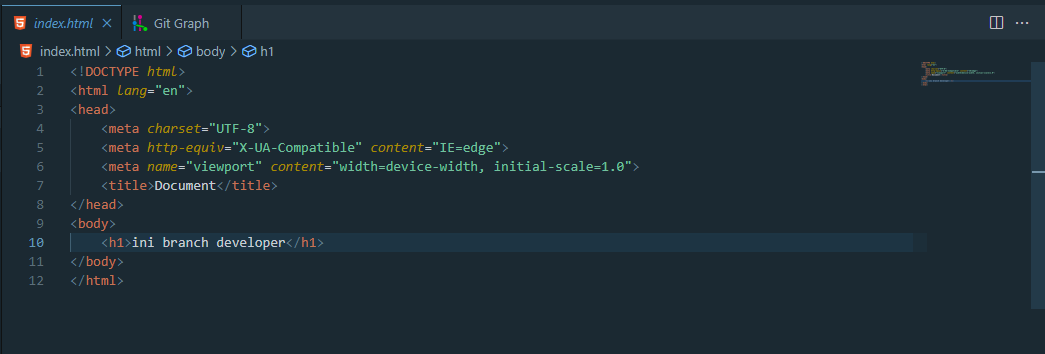 index.html
Git Graph
index.html > html > body > h1
1 <!DOCTYPE html>
2 <html lang="en">
3 <head>
4 <meta charset="UTF-8">
5 <meta http-equiv="X-UA-Compatible" content="IE=edge">
6 <meta name="viewport" content="width=device-width, initial-scale=1.0">
7 <title>Document</title>
8 </head>
9 <body>
10 <h1>ini branch developer</h1>
11 </body>
12 </html>